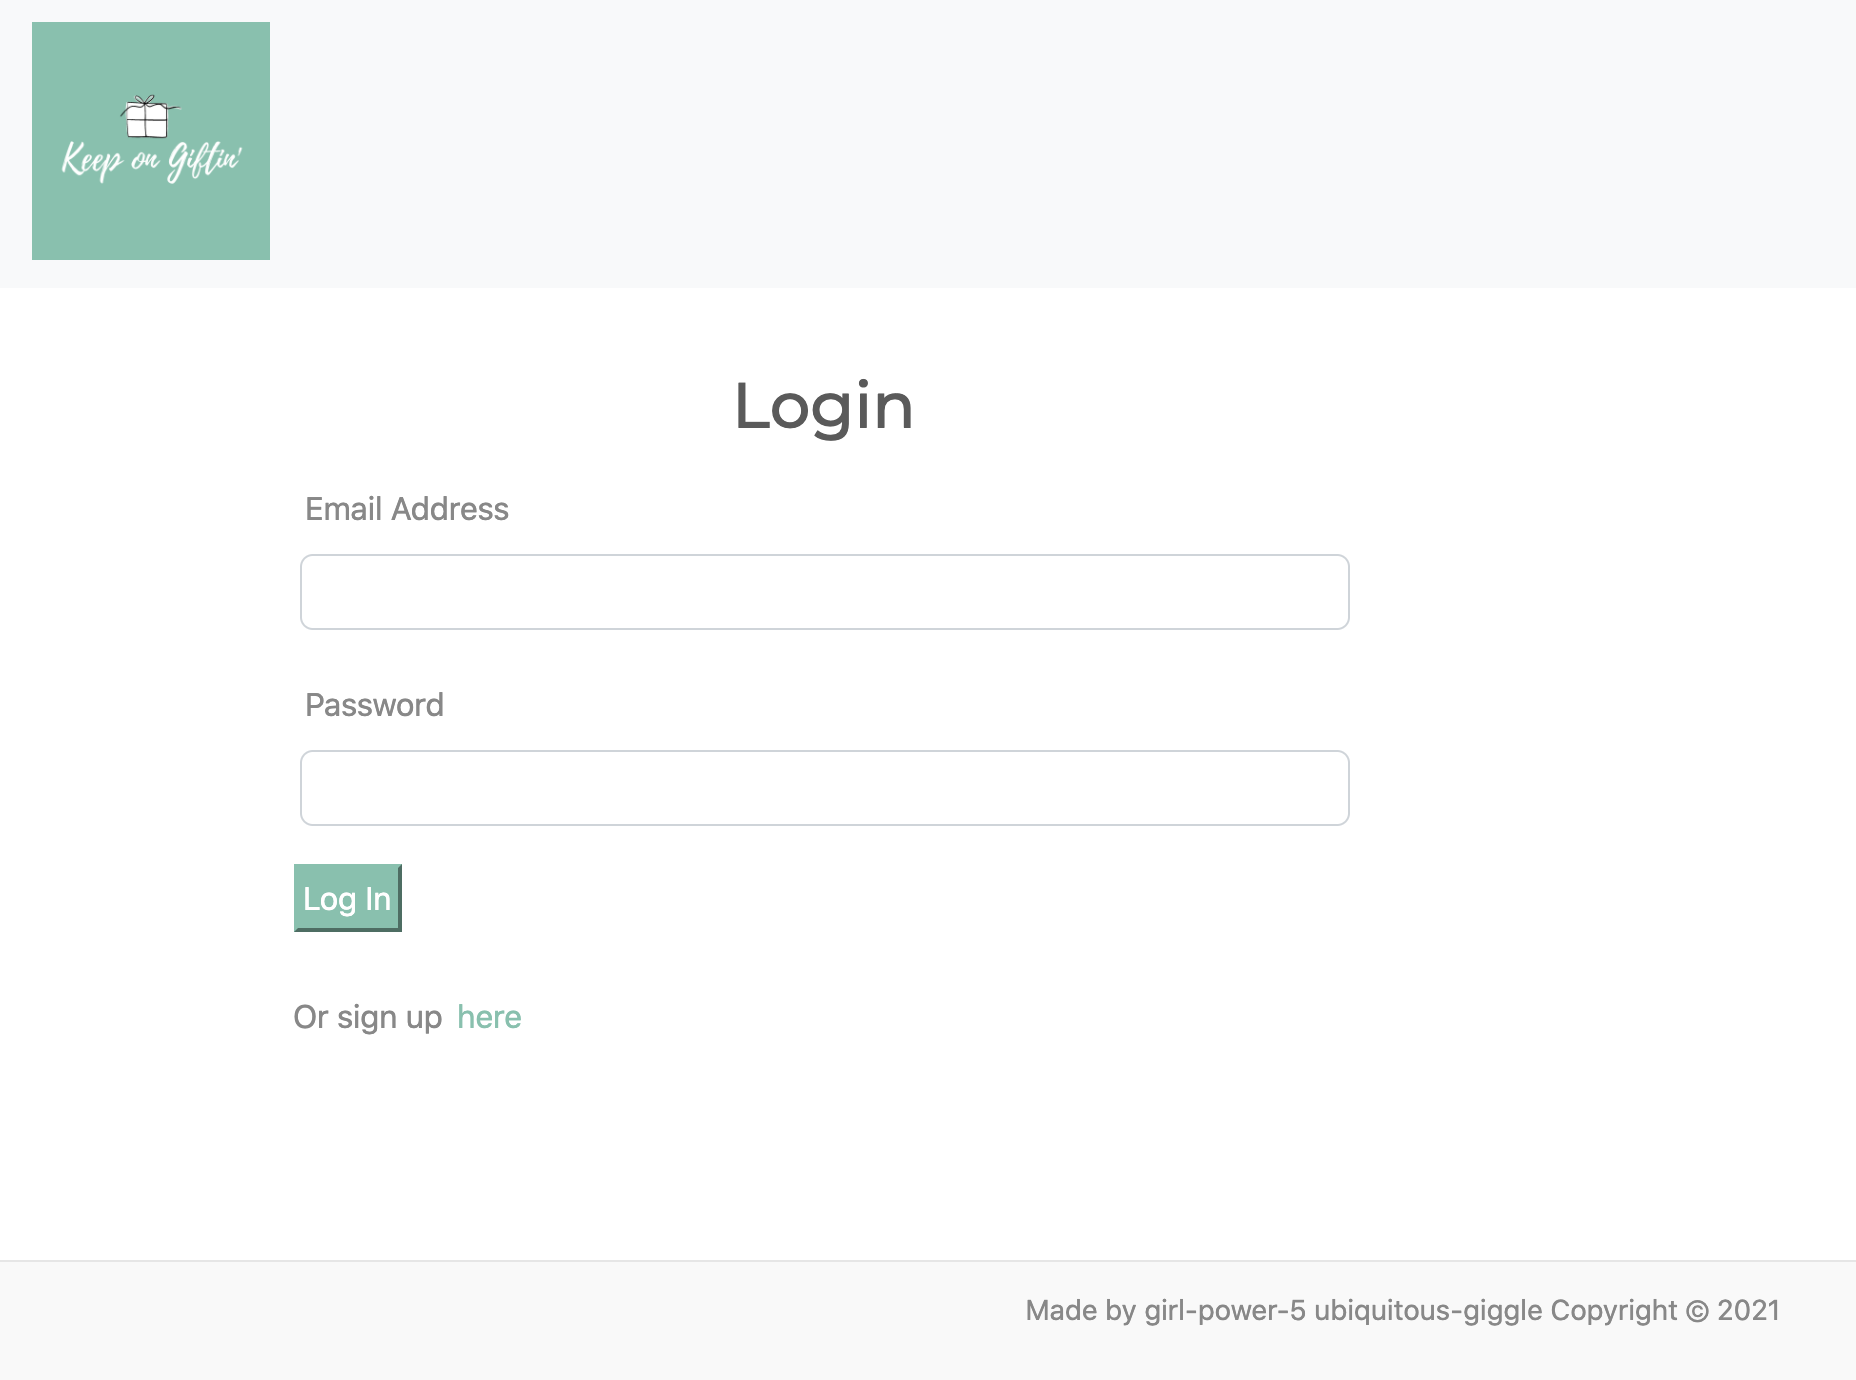 Keep on Giftin'
Login
Email Address
Password
Log In
Or sign up here
Made by girl-power-5 ubiquitous-giggle Copyright © 2021